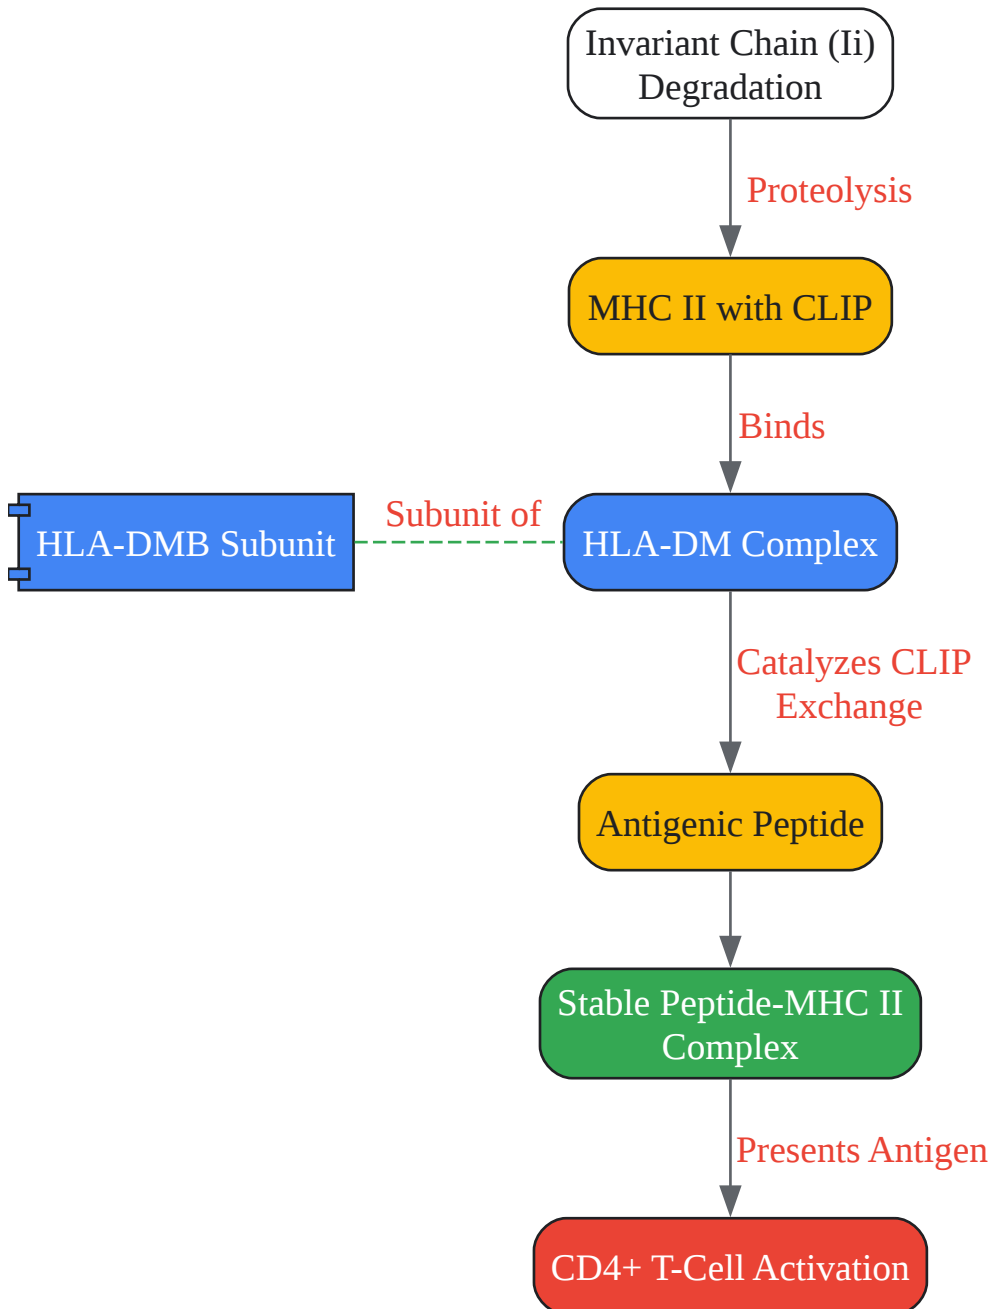 Invariant Chain (Ii)
Degradation
Proteolysis
MHC II with CLIP
Binds
HLA-DMB Subunit
Subunit of
HLA-DM Complex
Catalyzes CLIP
Exchange
Antigenic Peptide
Stable Peptide-MHC II
Complex
Presents Antigen
CD4+ T-Cell Activation